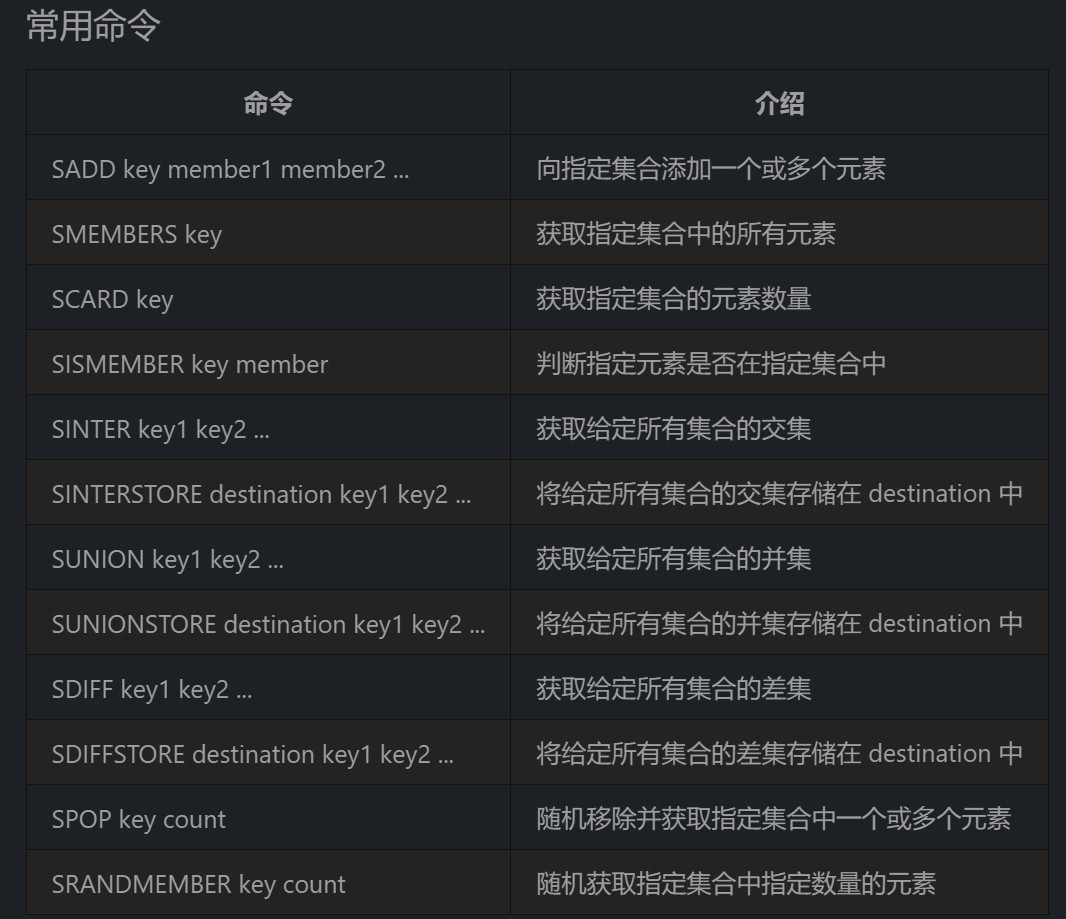 常用命令
命令 介绍
SADD key member1 member2 ... 向指定集合添加一个或多个元素
SMEMBERS key 获取指定集合中的所有元素
SCARD key 获取指定集合的元素数量
SISMEMBER key member 判断指定元素是否在指定集合中
SINTER key1 key2 ... 获取给定所有集合的交集
SINTERSTORE destination key1 key2 ... 将给定所有集合的交集存储在 destination 中
SUNION key1 key2 ... 获取给定所有集合的并集
SUNIONSTORE destination key1 key2 ... 将给定所有集合的并集存储在 destination 中
SDIFF key1 key2 ... 获取给定所有集合的差集
SDIFFSTORE destination key1 key2 ... 将给定所有集合的差集存储在 destination 中
SPOP key count 随机移除并获取指定集合中一个或多个元素
SRANDMEMBER key count 随机获取指定集合中指定数量的元素